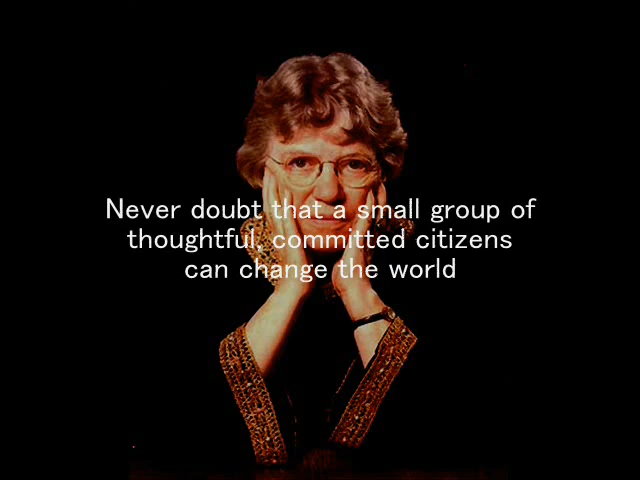 Never doubt that a small group of
thoughtful, committed citizens
can change the world